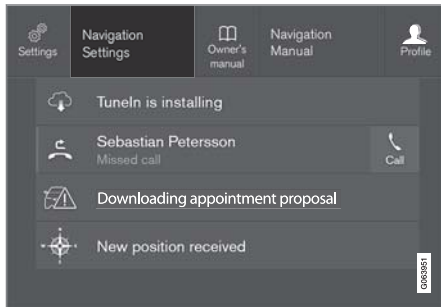 Settings
Navigation
Settings
Owner's
manual
Navigation
Manual
Profile
TuneIn is installing
Sebastian Petersson
Missed call
Call
Downloading appointment proposal
New position received
G063951